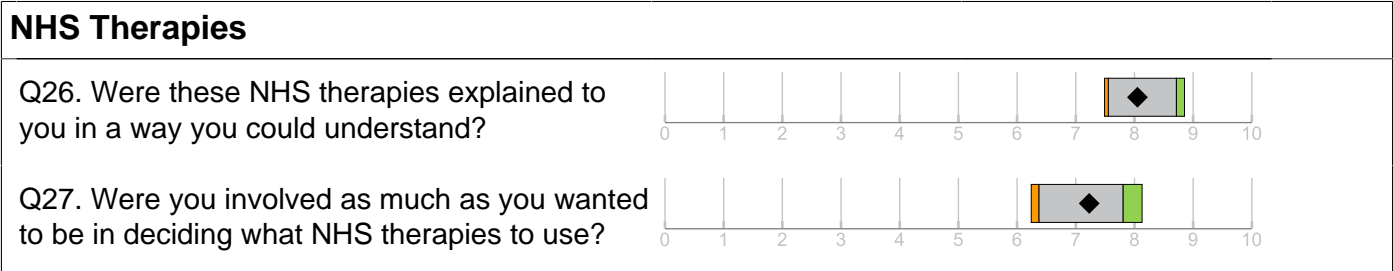 NHS Therapies
Q26. Were these NHS therapies explained to
you in a way you could understand?
0 1 2 3 4 5 6 7 8 9 10
Q27. Were you involved as much as you wanted
to be in deciding what NHS therapies to use?
0 1 2 3 4 5 6 7 8 9 10